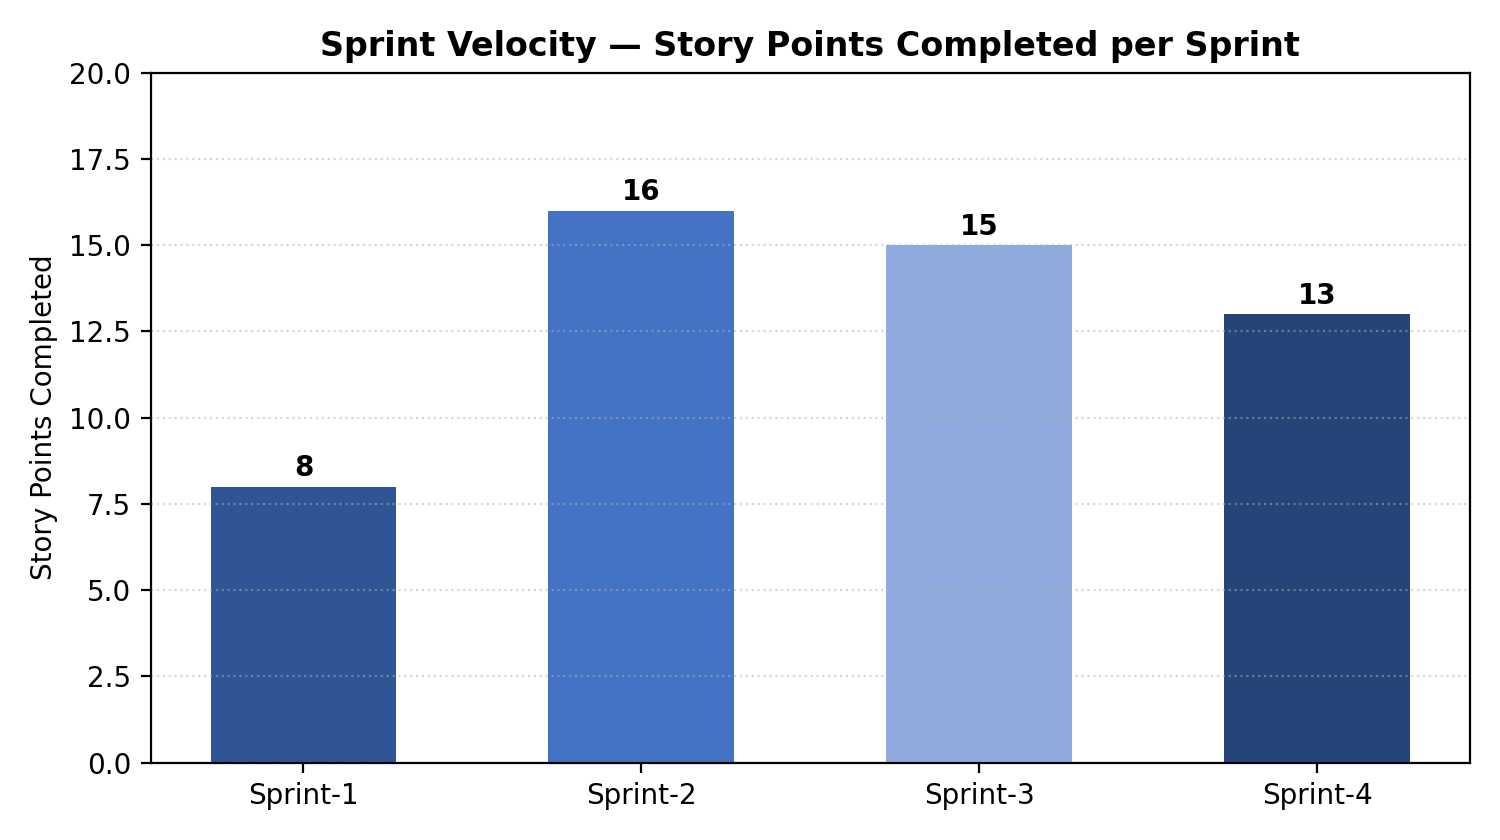 Sprint Velocity — Story Points Completed per Sprint
Story Points Completed
20.0
17.5
15.0
12.5
10.0
7.5
5.0
2.5
0.0
8
16
15
13
Sprint-1
Sprint-2
Sprint-3
Sprint-4